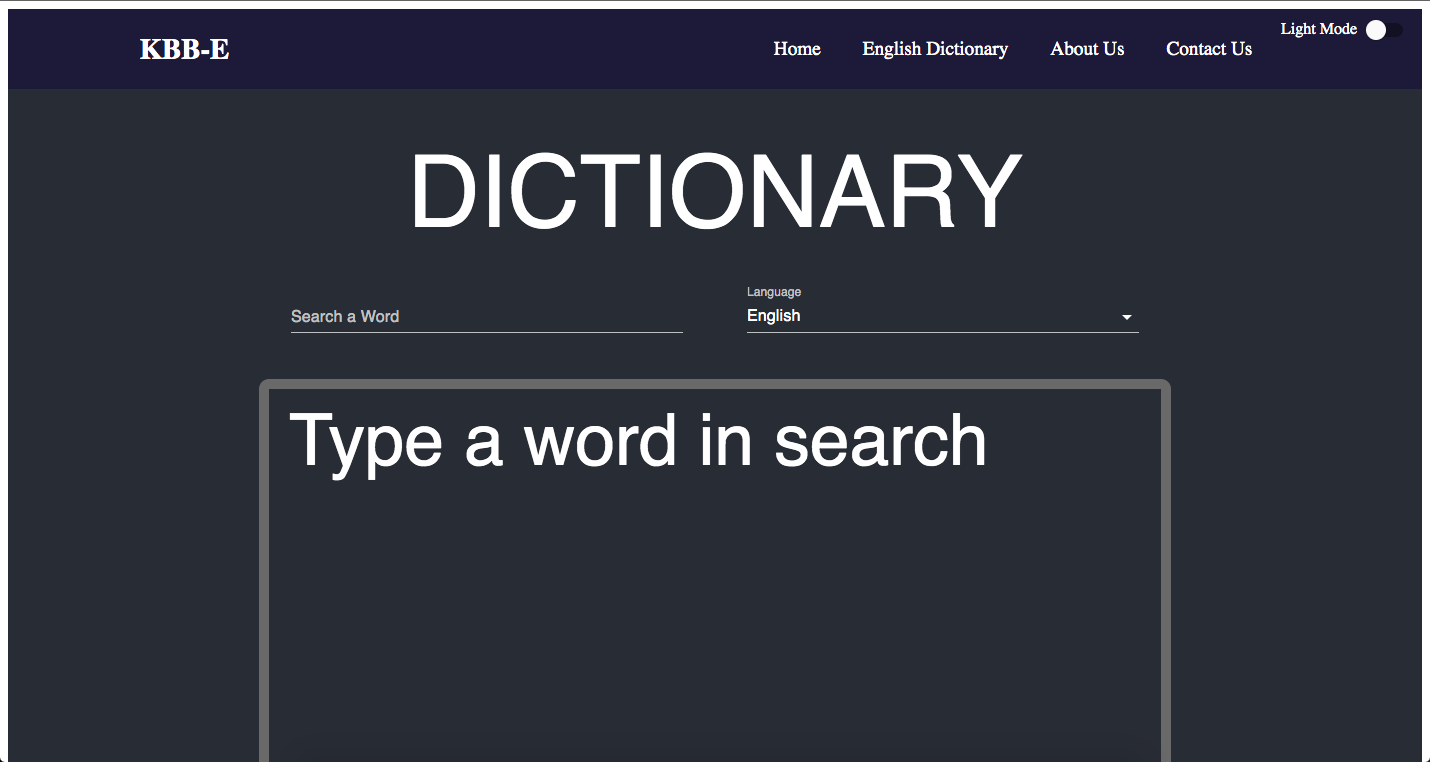 KBB-E
Home
English Dictionary
About Us
Contact Us
Light Mode
DICTIONARY
Search a Word
Language
English
Type a word in search